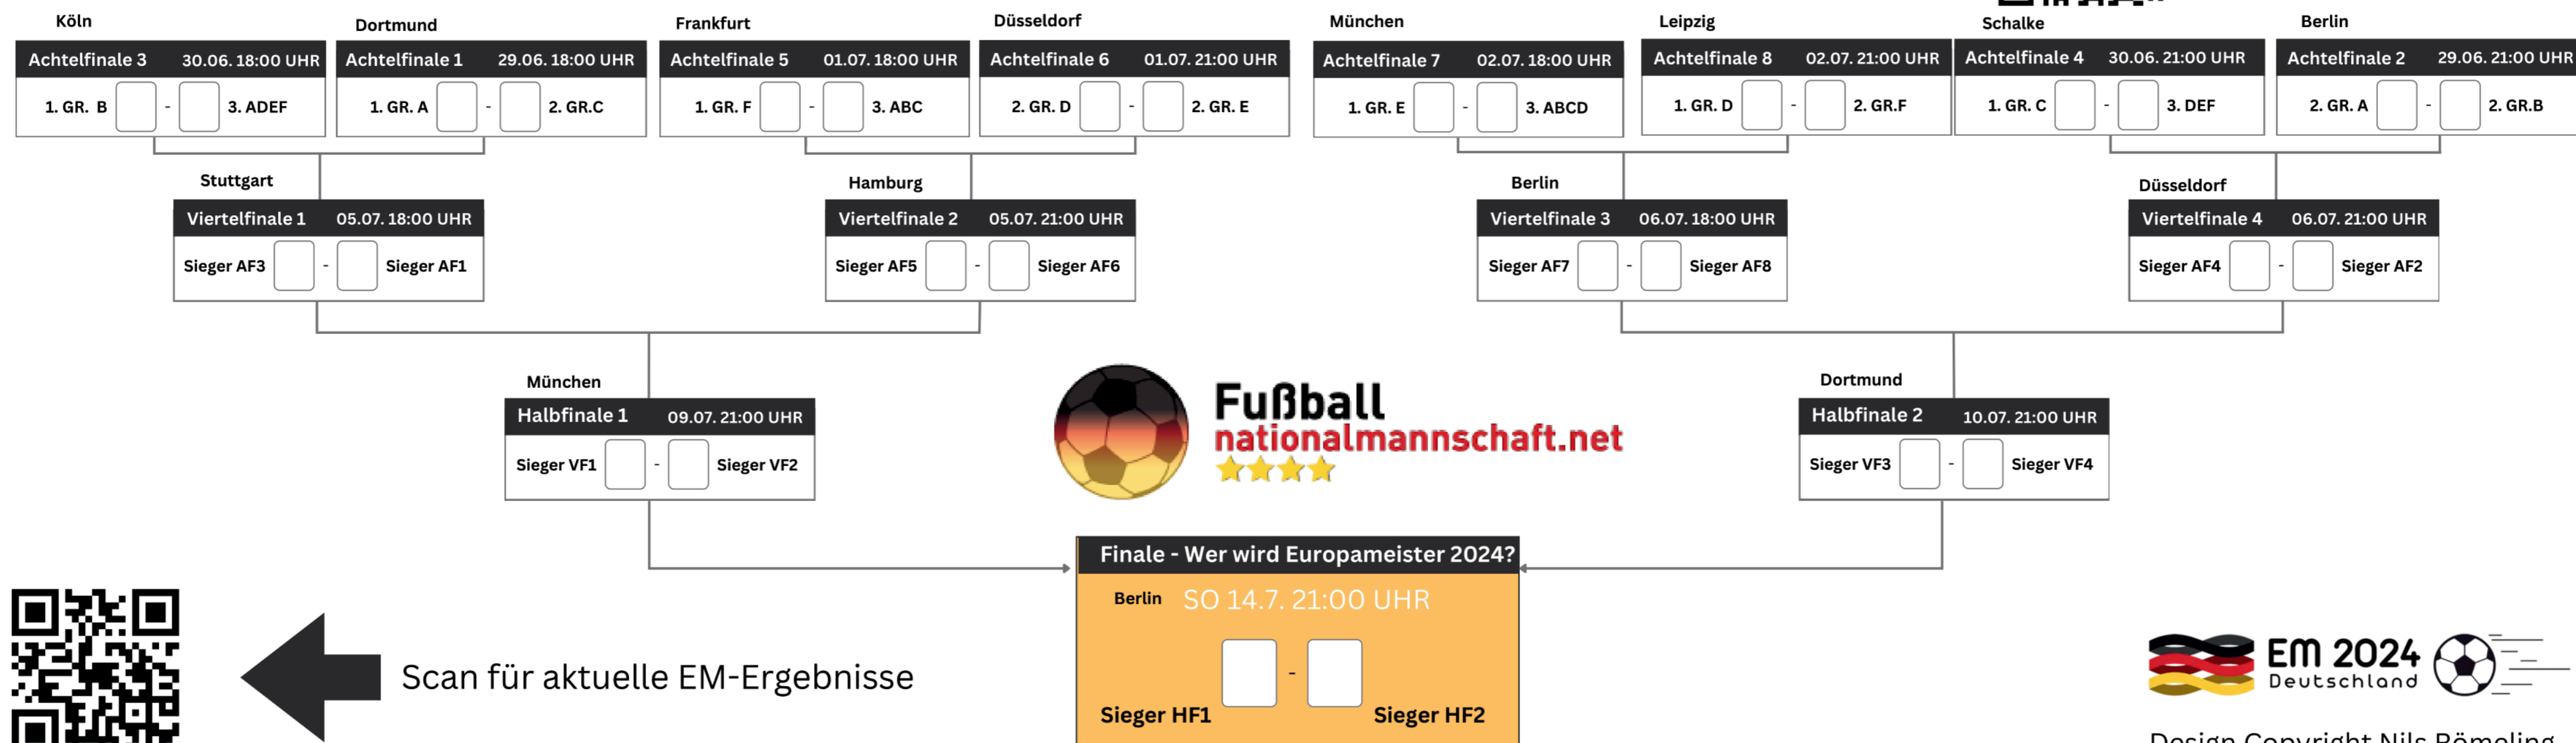 Köln
Achtelfinale 3 30.06. 18:00 UHR
1. GR. B - 3. ADEF
Dortmund
Achtelfinale 1 29.06. 18:00 UHR
1. GR. A - 2. GR.C
Frankfurt
Achtelfinale 5 01.07. 18:00 UHR
1. GR. F - 3. ABC
Düsseldorf
Achtelfinale 6 01.07. 21:00 UHR
2. GR. D - 2. GR. E
München
Achtelfinale 7 02.07. 18:00 UHR
1. GR. E - 3. ABCD
Leipzig
Achtelfinale 8 02.07. 21:00 UHR
1. GR. D - 2. GR.F
Schalke
Achtelfinale 4 30.06. 21:00 UHR
1. GR. C - 3. DEF
Berlin
Achtelfinale 2 29.06. 21:00 UHR
2. GR. A - 2. GR.B
Stuttgart
Viertelfinale 1 05.07. 18:00 UHR
Sieger AF3 - Sieger AF1
Hamburg
Viertelfinale 2 05.07. 21:00 UHR
Sieger AF5 - Sieger AF6
Berlin
Viertelfinale 3 06.07. 18:00 UHR
Sieger AF7 - Sieger AF8
Düsseldorf
Viertelfinale 4 06.07. 21:00 UHR
Sieger AF4 - Sieger AF2
München
Halbfinale 1 09.07. 21:00 UHR
Sieger VF1 - Sieger VF2
Fußball
nationalmannschaft.net
Dortmund
Halbfinale 2 10.07. 21:00 UHR
Sieger VF3 - Sieger VF4
Finale - Wer wird Europameister 2024?
Berlin SO 14.7. 21:00 UHR
-
Sieger HF1 Sieger HF2
Scan für aktuelle EM-Ergebnisse
EM 2024
Deutschland
Design Copyright Nils Römeling